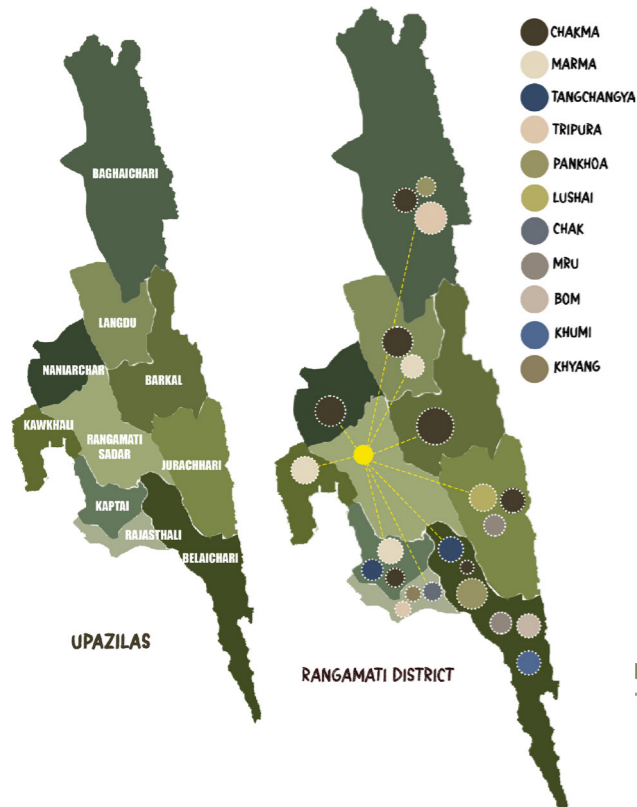 BAGHAICHARI
LANGDU
NANIARCHAR
BARKAL
KAWKHALI
RANGAMATI
SADAR
JURACHHARI
KAPTAI
RAJASTHALI
BELAICHARI
UPAZILAS
RANGAMATI DISTRICT
CHAKMA
MARMA
TANGCHANGYA
TRIPURA
PANKHOA
LUSHAI
CHAK
MRU
BOM
KHUMI
KHYANG